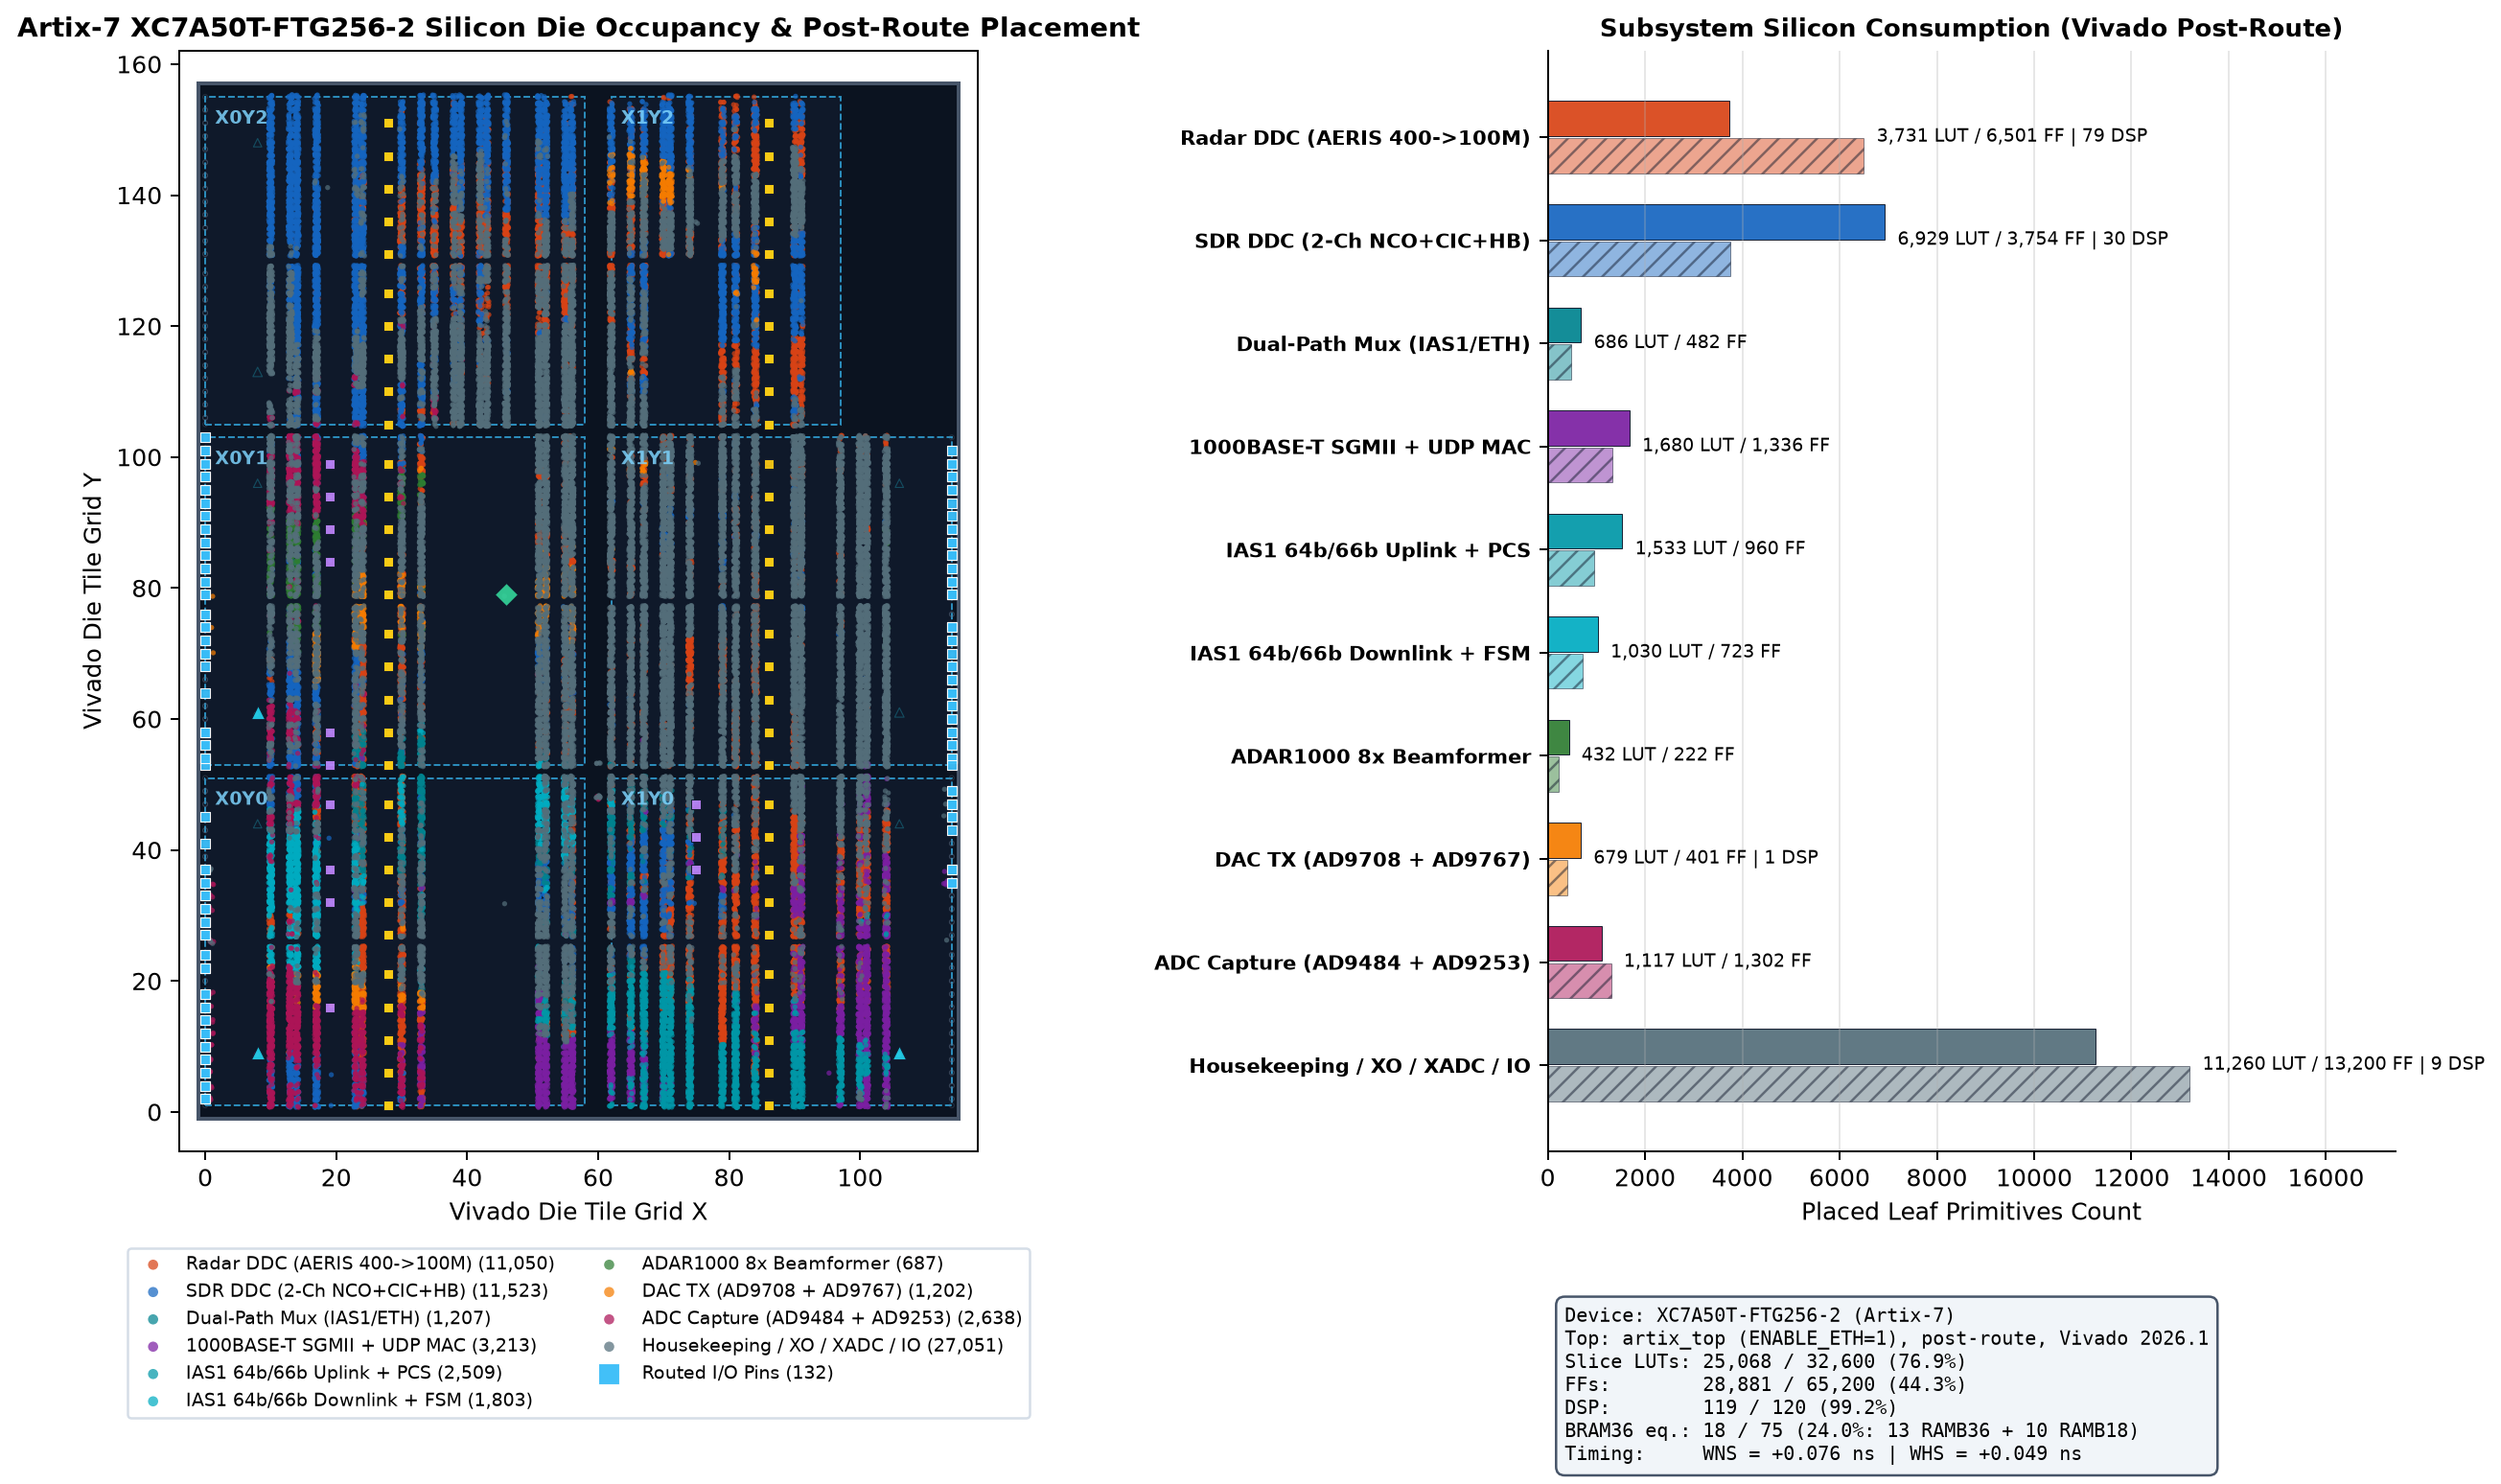 Artix-7 XC7A50T-FTG256-2 Silicon Die Occupancy & Post-Route Placement
160
140
120
100
80
60
40
20
0
Vivado Die Tile Grid Y
X0Y2
X1Y2
X0Y1
X1Y1
X0Y0
X1Y0
0
20
40
60
80
100
Vivado Die Tile Grid X
Radar DDC (AERIS 400->100M) (11,050)
SDR DDC (2-Ch NCO+CIC+HB) (11,523)
Dual-Path Mux (IAS1/ETH) (1,207)
1000BASE-T SGMII + UDP MAC (3,213)
IAS1 64b/66b Uplink + PCS (2,509)
IAS1 64b/66b Downlink + FSM (1,803)
ADAR1000 8x Beamformer (687)
DAC TX (AD9708 + AD9767) (1,202)
ADC Capture (AD9484 + AD9253) (2,638)
Housekeeping / XO / XADC / IO (27,051)
Routed I/O Pins (132)
Subsystem Silicon Consumption (Vivado Post-Route)
Radar DDC (AERIS 400->100M)
3,731 LUT / 6,501 FF | 79 DSP
SDR DDC (2-Ch NCO+CIC+HB)
6,929 LUT / 3,754 FF | 30 DSP
Dual-Path Mux (IAS1/ETH)
686 LUT / 482 FF
1000BASE-T SGMII + UDP MAC
1,680 LUT / 1,336 FF
IAS1 64b/66b Uplink + PCS
1,533 LUT / 960 FF
IAS1 64b/66b Downlink + FSM
1,030 LUT / 723 FF
ADAR1000 8x Beamformer
432 LUT / 222 FF
DAC TX (AD9708 + AD9767)
679 LUT / 401 FF | 1 DSP
ADC Capture (AD9484 + AD9253)
1,117 LUT / 1,302 FF
Housekeeping / XO / XADC / IO
11,260 LUT / 13,200 FF | 9 DSP
0
2000
4000
6000
8000
10000
12000
14000
16000
Placed Leaf Primitives Count
Device: XC7A50T-FTG256-2 (Artix-7)
Top: artix_top (ENABLE_ETH=1), post-route, Vivado 2026.1
Slice LUTs: 25,068 / 32,600 (76.9%)
FFs: 28,881 / 65,200 (44.3%)
DSP: 119 / 120 (99.2%)
BRAM36 eq.: 18 / 75 (24.0%: 13 RAMB36 + 10 RAMB18)
Timing: WNS = +0.076 ns | WHS = +0.049 ns